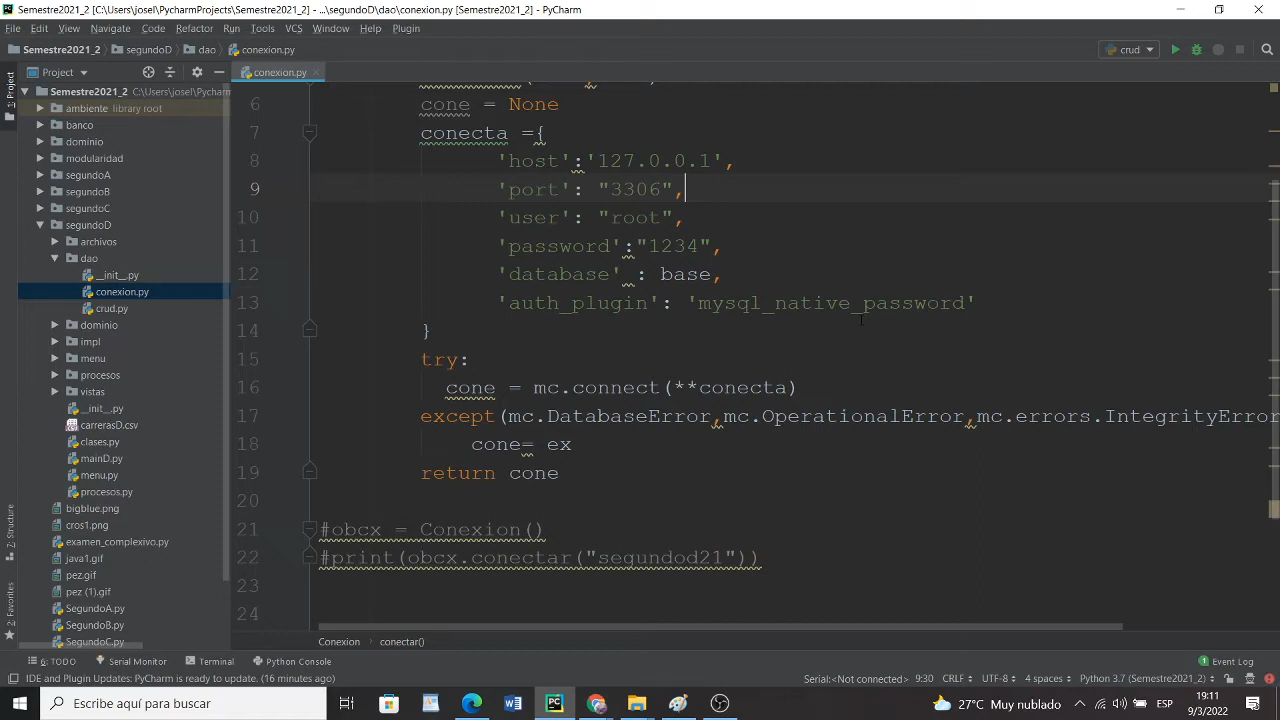 Semestre2021_2 [C:\Users\josel\PycharmProjects\Semestre2021_2] - ...\segundoD\dao\conexion.py [Semestre2021_2] - PyCharm
File Edit View Navigate Code Refactor Run Tools VCS Window Help Plugin
Semestre2021_2 segundoD dao conexion.py crud
Project conexion.py
1: Project
Semestre2021_2 C:\Users\josel\Pycharm
ambiente library root
banco
dominio
modularidad
segundoA
segundoB
segundoC
segundoD
archivos
dao
__init__.py
conexion.py
crud.py
dominio
impl
menu
procesos
vistas
__init__.py
carrerasD.csv
clases.py
mainD.py
menu.py
procesos.py
bigblue.png
cros1.png
examen_complexivo.py
java1.gif
pez.gif
pez (1).gif
SegundoA.py
SegundoB.py
SegundoC.py
6 cone = None
7 conecta ={
8 'host':'127.0.0.1',
9 'port': "3306",
10 'user': "root",
11 'password':"1234",
12 'database' : base,
13 'auth_plugin': 'mysql_native_password'
14 }
15 try:
16 cone = mc.connect(**conecta)
17 except(mc.DatabaseError,mc.OperationalError,mc.errors.IntegrityError
18 cone= ex
19 return cone
20
21 #obcx = Conexion()
22 #print(obcx.conectar("segundod21"))
23
24
Z: Structure
2: Favorites
Conexion conectar()
6: TODO Serial Monitor Terminal Python Console 1 Event Log
IDE and Plugin Updates: PyCharm is ready to update. (16 minutes ago) Serial:<Not connected> 9:30 CRLF UTF-8 4 spaces Python 3.7 (Semestre2021_2)
Escribe aquí para buscar 27°C Muy nublado ESP 19:11
9/3/2022